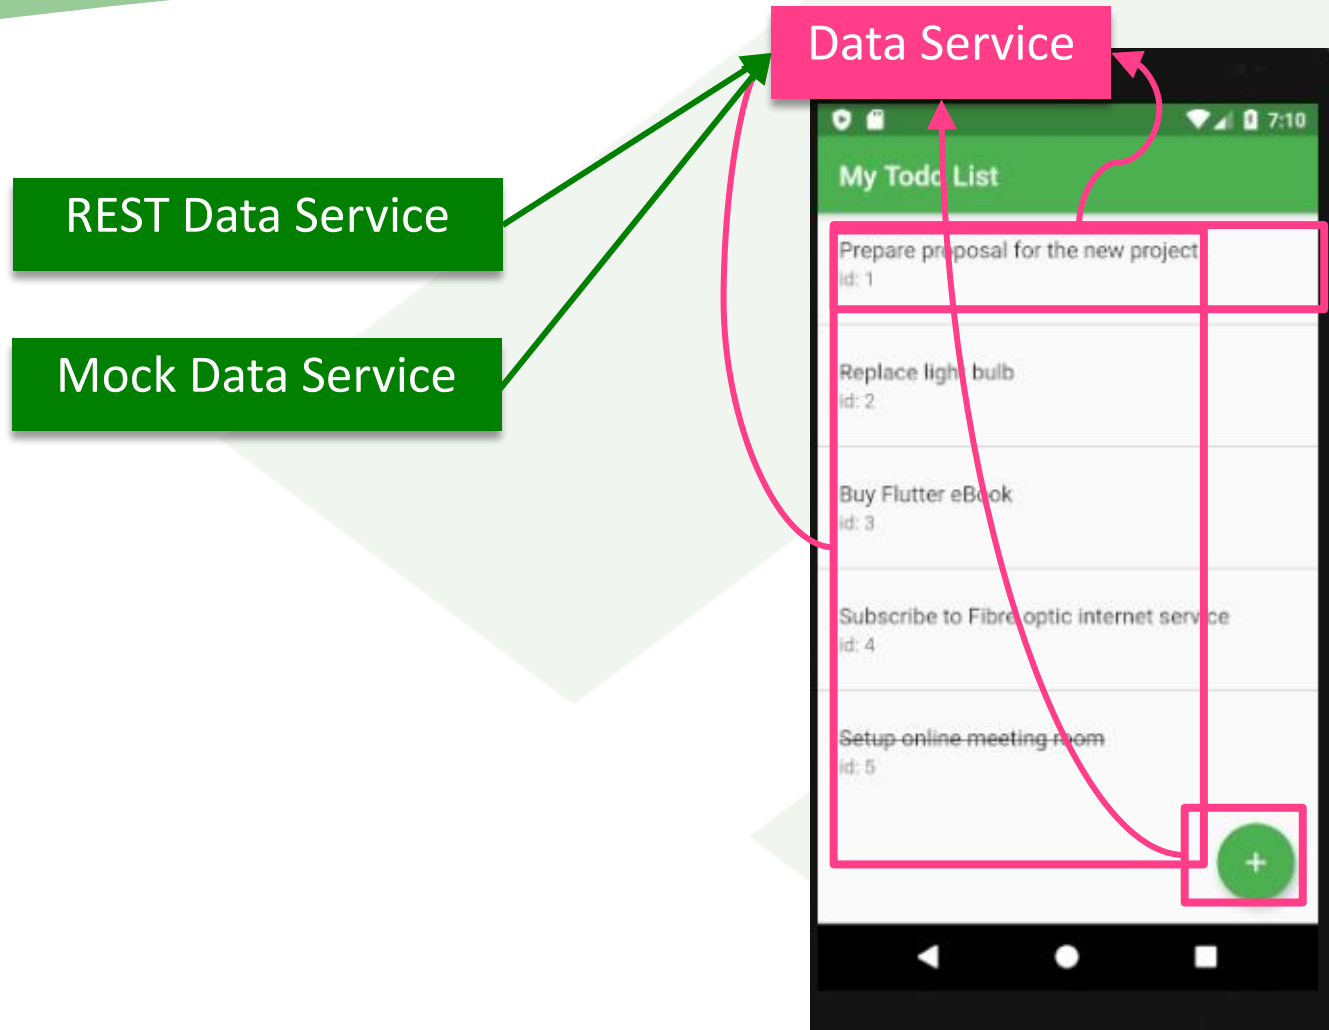 Data Service
7:10
My Todo List
REST Data Service
Prepare proposal for the new project
id: 1
Mock Data Service
Replace light bulb
id: 2
Buy Flutter eBook
id: 3
Subscribe to Fibre optic internet service
id: 4
Setup online meeting room
id: 5
+